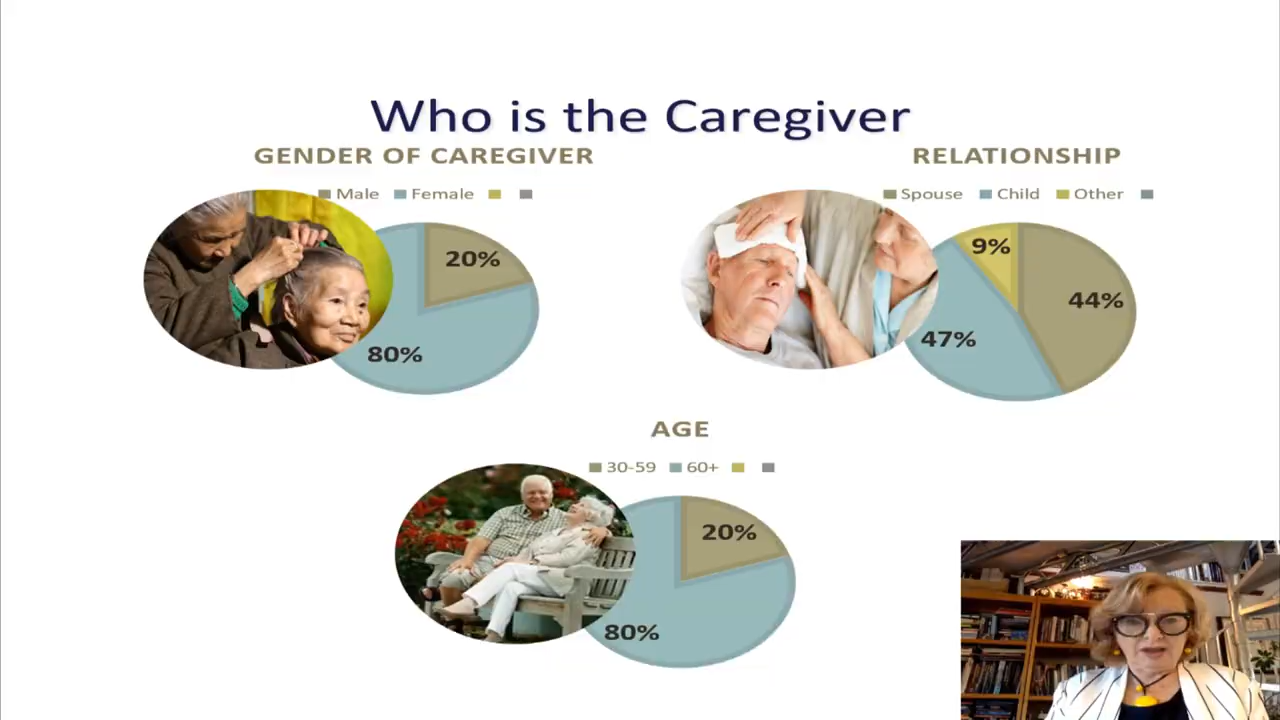 Who is the Caregiver
GENDER OF CAREGIVER
Male Female
20%
80%
RELATIONSHIP
Spouse Child Other
9%
44%
47%
AGE
30-59 60+
20%
80%